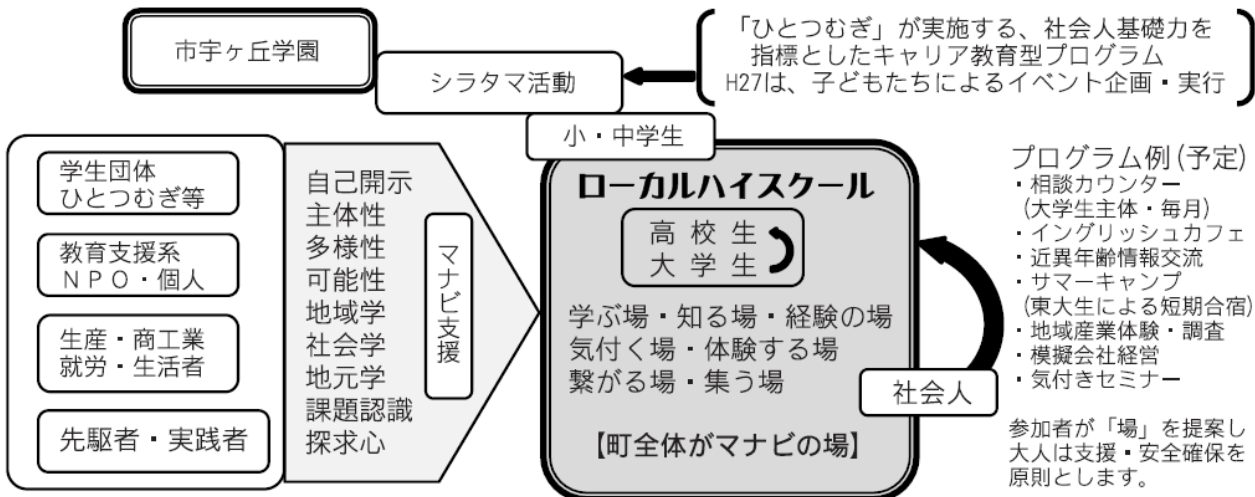 市宇ヶ丘学園
シラタマ活動
「ひとつむぎ」が実施する、社会人基礎力を
指標としたキャリア教育型プログラム
H27は、子どもたちによるイベント企画・実行
小・中学生
学生団体
ひとつむぎ等
教育支援系
NPO・個人
生産・商工業
就労・生活者
先駆者・実践者
自己開示
主体性
多様性
可能性
地域学
社会学
地元学
課題認識
探求心
マナビ支援
ローカルハイスクール
高校生
大学生
学ぶ場・知る場・経験の場
気付く場・体験する場
繋がる場・集う場
【町全体がマナビの場】
社会人
プログラム例(予定)
・相談カウンター
(大学生主体・毎月)
・イングリッシュカフェ
・近異年齢情報交流
・サマーキャンプ
(東大生による短期合宿)
・地域産業体験・調査
・模擬会社経営
・気付きセミナー
参加者が「場」を提案し
大人は支援・安全確保を
原則とします。